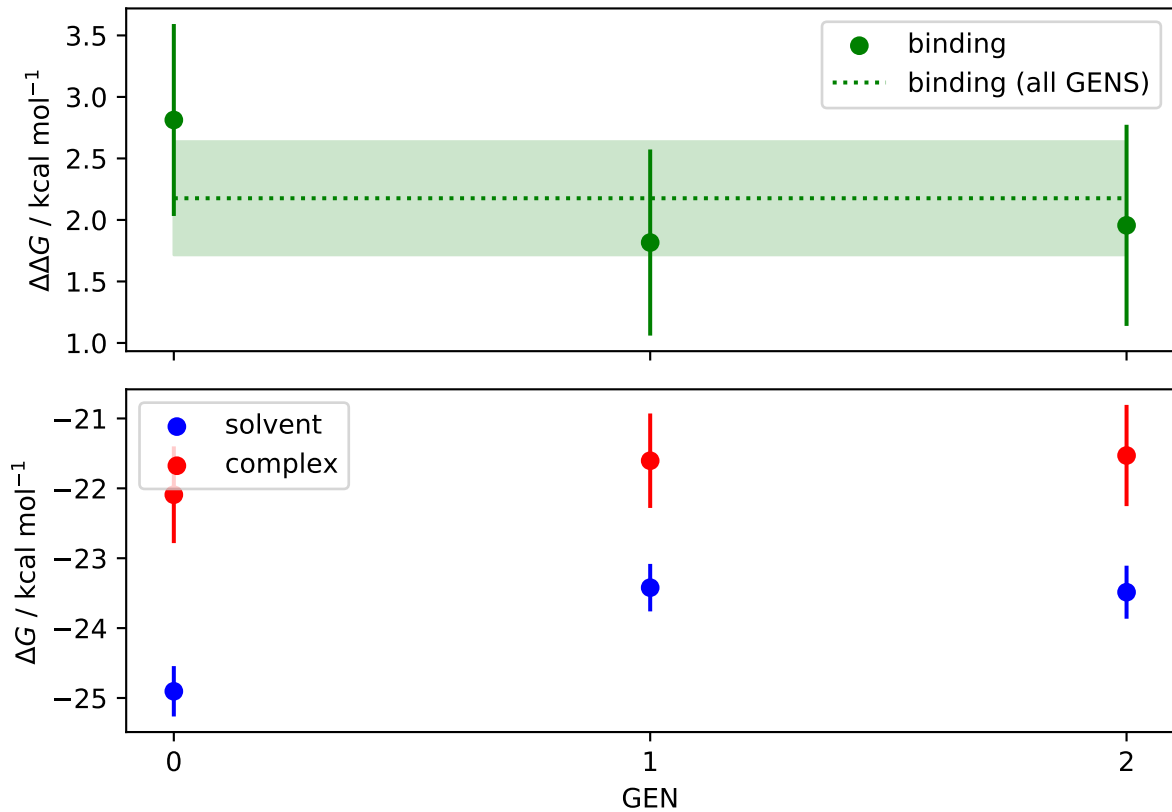 3.5
3.0
2.5
2.0
1.5
1.0
ΔΔG / kcal mol⁻¹
binding
binding (all GENS)
−21
−22
−23
−24
−25
ΔG / kcal mol⁻¹
solvent
complex
0 1 2
GEN